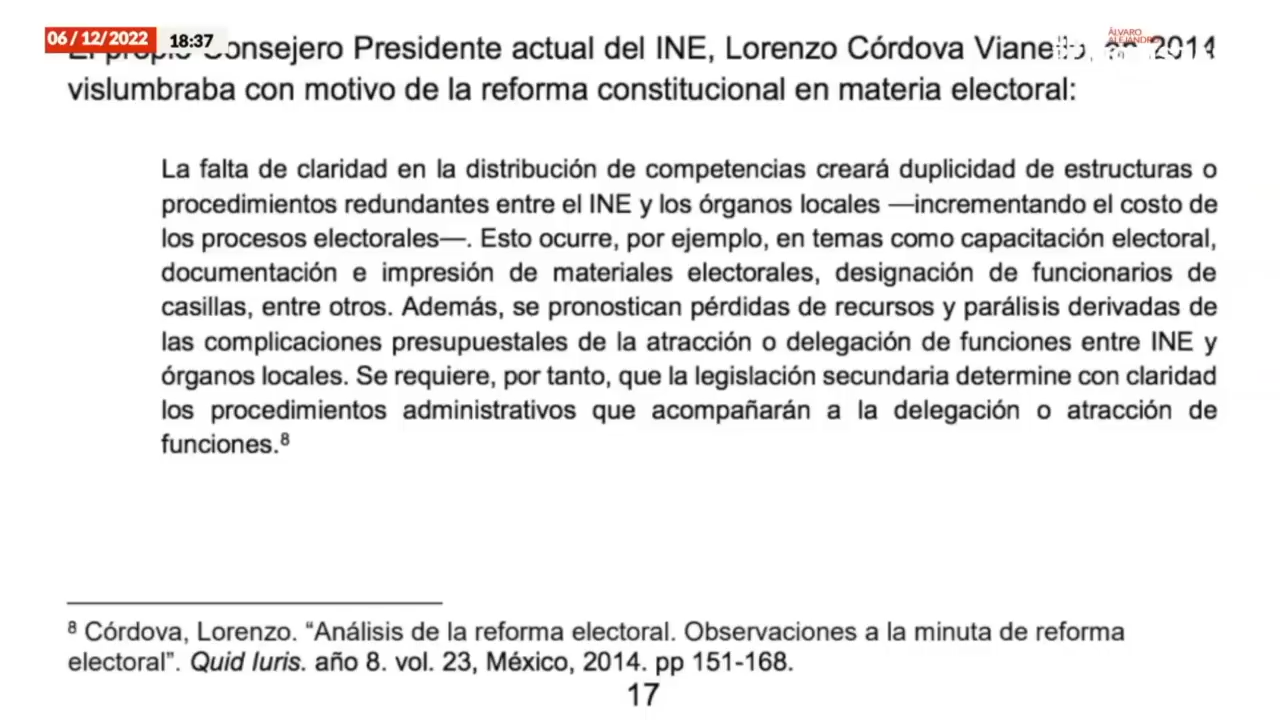 06/12/2022 18:37
ÁLVARO
ALEJANDRO
El propio Consejero Presidente actual del INE, Lorenzo Córdova Vianello, en 2014
vislumbraba con motivo de la reforma constitucional en materia electoral:
La falta de claridad en la distribución de competencias creará duplicidad de estructuras o
procedimientos redundantes entre el INE y los órganos locales —incrementando el costo de
los procesos electorales—. Esto ocurre, por ejemplo, en temas como capacitación electoral,
documentación e impresión de materiales electorales, designación de funcionarios de
casillas, entre otros. Además, se pronostican pérdidas de recursos y parálisis derivadas de
las complicaciones presupuestales de la atracción o delegación de funciones entre INE y
órganos locales. Se requiere, por tanto, que la legislación secundaria determine con claridad
los procedimientos administrativos que acompañarán a la delegación o atracción de
funciones.⁸
⁸ Córdova, Lorenzo. “Análisis de la reforma electoral. Observaciones a la minuta de reforma
electoral”. Quid Iuris. año 8. vol. 23, México, 2014. pp 151-168.
17